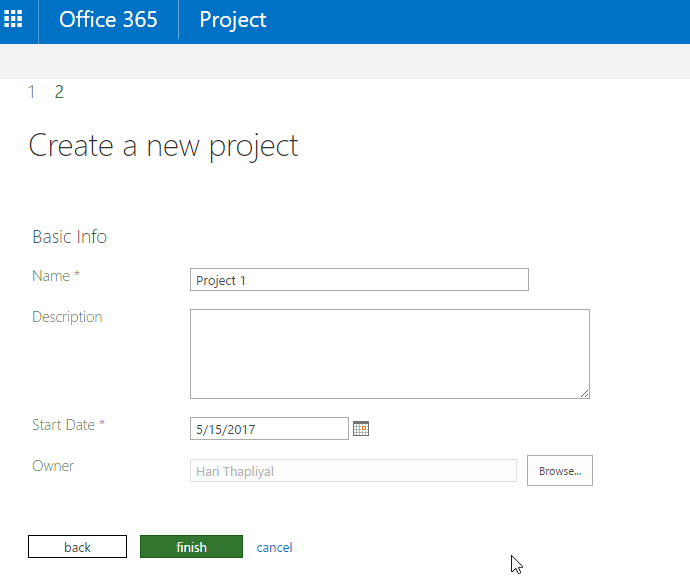 Office 365 Project
1 2
Create a new project
Basic Info
Name * Project 1
Description
Start Date * 5/15/2017
Owner Hari Thapliyal Browse...
back finish cancel